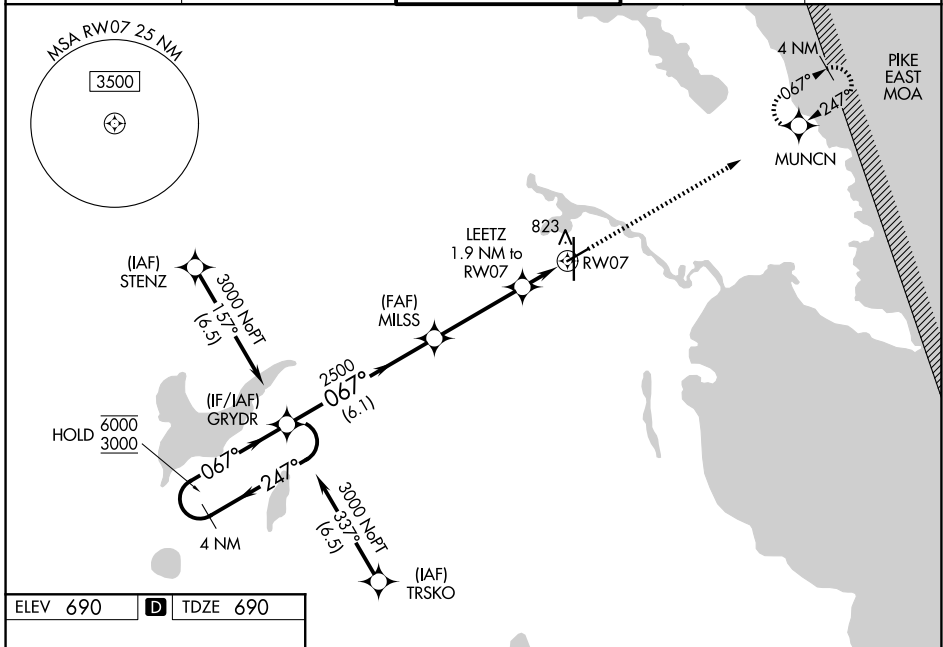 MSA RW07 25 NM
3500
4 NM
067°
247°
MUNCN
PIKE
EAST
MOA
(IAF)
STENZ
3000 NoPT
157°
(6.5)
LEETZ
1.9 NM to
RW07
823
RW07
(FAF)
MILSS
2500
067°
(6.1)
(IF/IAF)
GRYDR
HOLD 6000
3000
067°
247°
4 NM
3000 NoPT
337°
(6.5)
(IAF)
TRSKO
ELEV 690 D TDZE 690